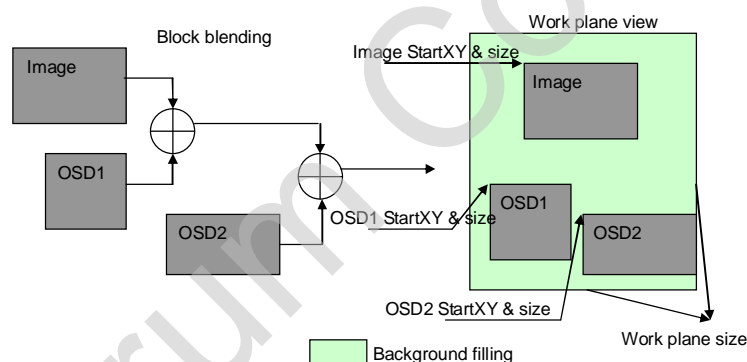 Work plane view
Block blending
Image StartXY & size
Image
Image
OSD1
OSD1
OSD1 StartXY & size
OSD2
OSD2
OSD2 StartXY & size
Work plane size
Background filling